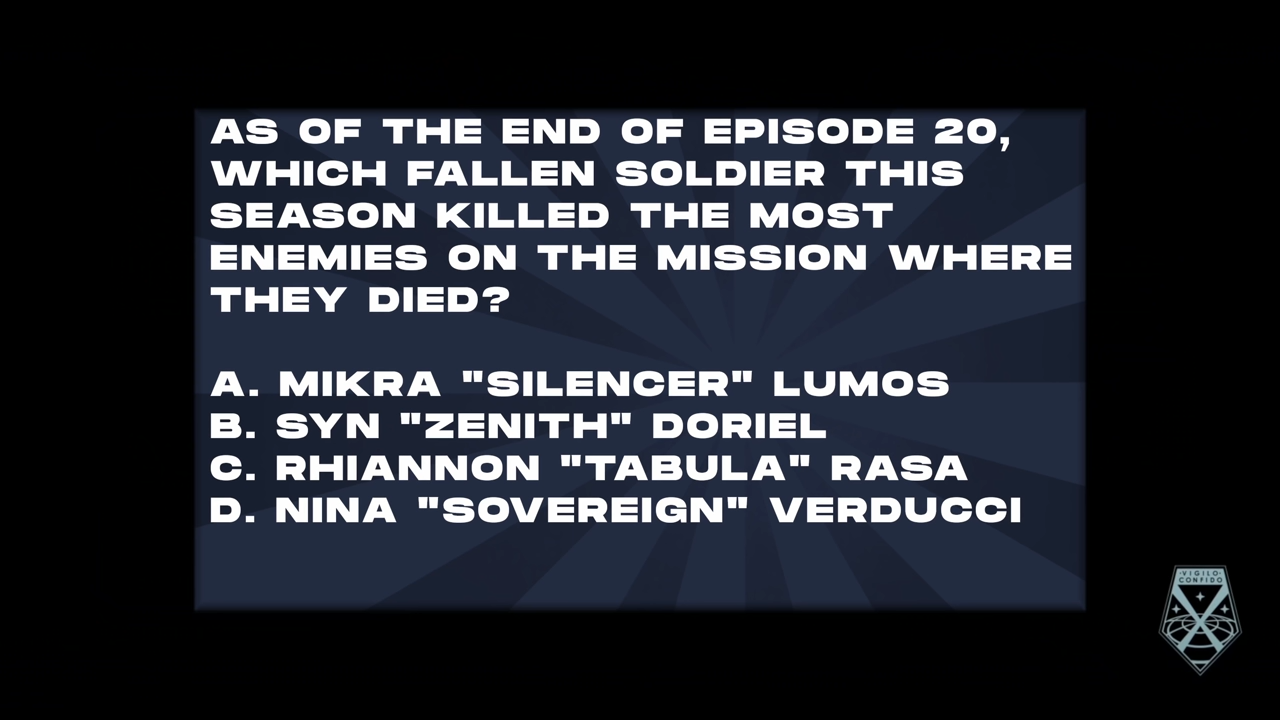 AS OF THE END OF EPISODE 20,
WHICH FALLEN SOLDIER THIS
SEASON KILLED THE MOST
ENEMIES ON THE MISSION WHERE
THEY DIED?
A. MIKRA "SILENCER" LUMOS
B. SYN "ZENITH" DORIEL
C. RHIANNON "TABULA" RASA
D. NINA "SOVEREIGN" VERDUCCI
·VIGILO·
CONFIDO